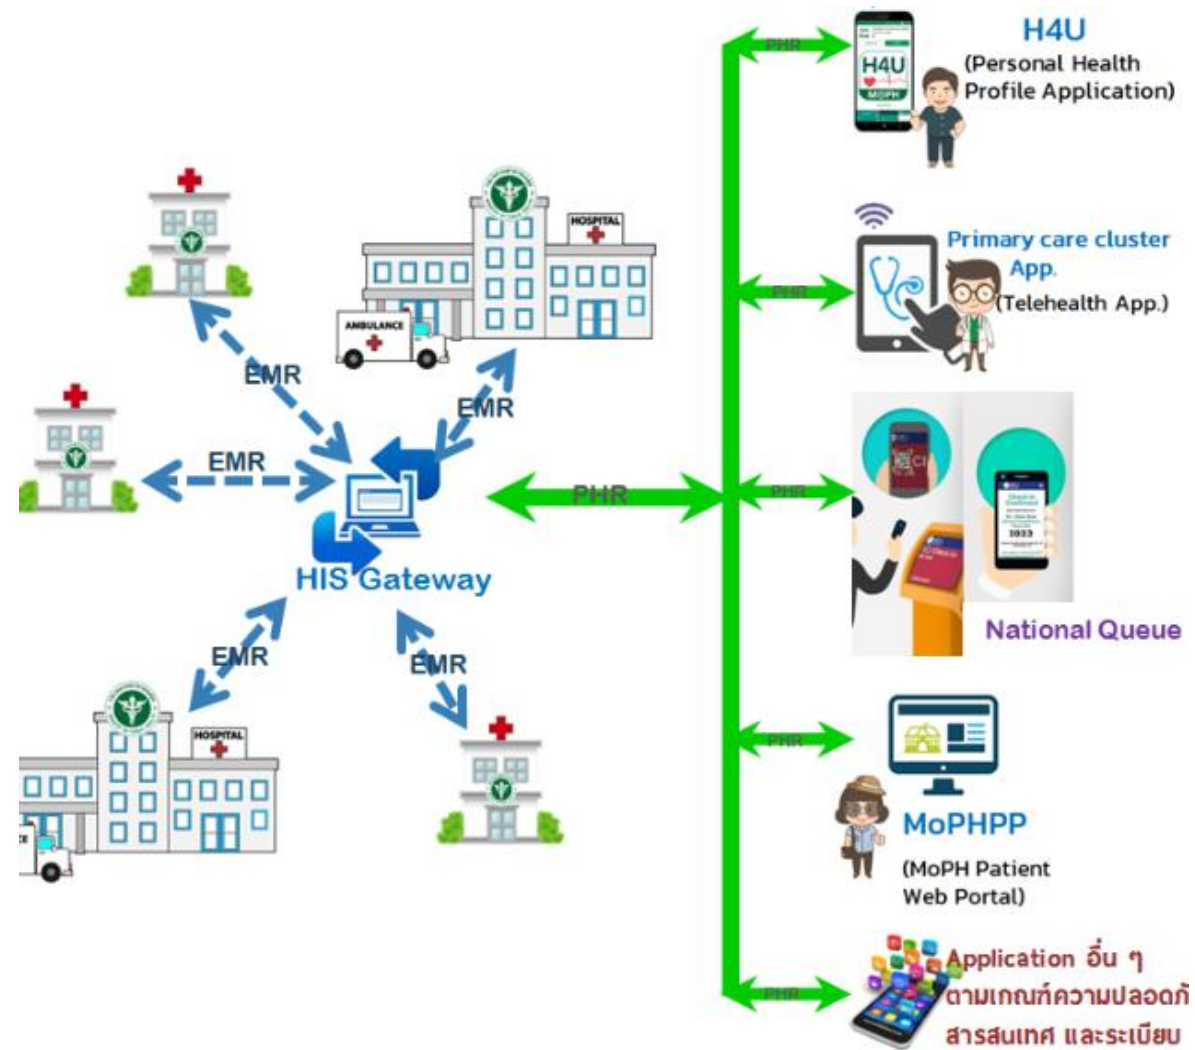 PHR
H4U
(Personal Health
Profile Application)
H4U
MOPH
HOSPITAL
AMBULANCE
Primary care cluster
App.
(Telehealth App.)
PHR
EMR
EMR
EMR
PHR
PHR
HIS Gateway
National Queue
EMR
EMR
HOSPITAL
PHR
MoPHPP
(MoPH Patient
Web Portal)
PHR
Application อื่น ๆ
ตามเกณฑ์ความปลอดภั
สารสนเทศ และระเบียบ